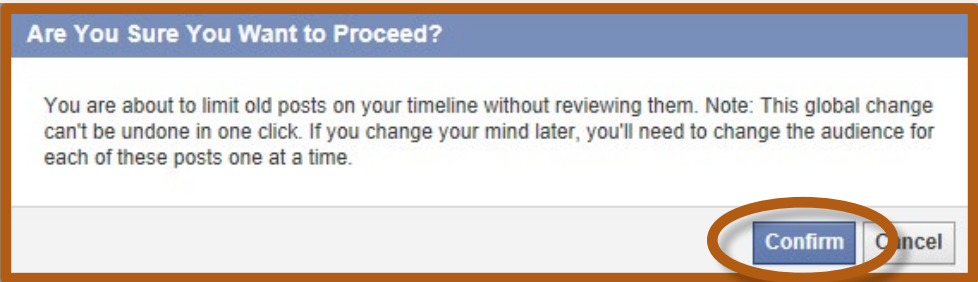 Are You Sure You Want to Proceed?
You are about to limit old posts on your timeline without reviewing them. Note: This global change
can't be undone in one click. If you change your mind later, you'll need to change the audience for
each of these posts one at a time.
Confirm Cancel